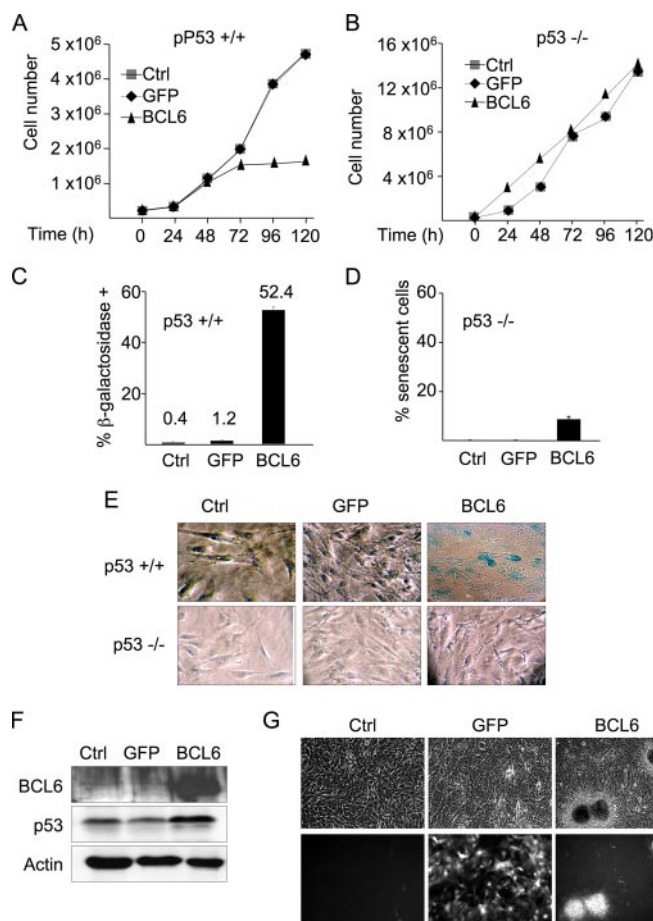 A
pP53 +/+
Cell number
5 x10⁶
4 x10⁶
3 x10⁶
2 x10⁶
1 x10⁶
Ctrl
GFP
BCL6
Time (h)
0 24 48 72 96 120
B
p53 -/-
Cell number
14 x10⁶
8 x10⁶
4 x10⁶
Ctrl
GFP
BCL6
Time (h)
0 24 48 72 96 120
C
% β-galactosidase +
60
40
20
p53 +/+
0.4
1.2
52.4
Ctrl GFP BCL6
D
% senescent cells
60
40
20
p53 -/-
Ctrl GFP BCL6
E
Ctrl GFP BCL6
p53 +/+
p53 -/-
F
Ctrl GFP BCL6
BCL6
p53
Actin
G
Ctrl GFP BCL6